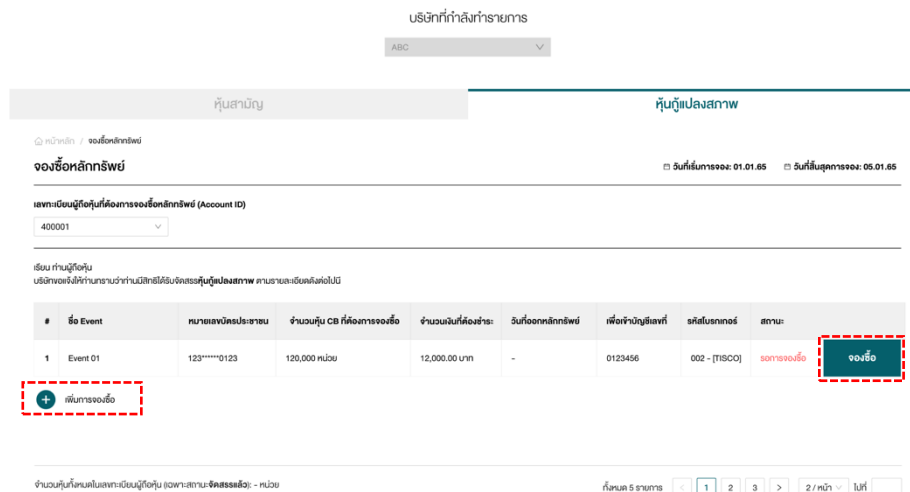 บริษัทที่กำลังทำรายการ
ABC
หุ้นสามัญ
หุ้นกู้แปลงสภาพ
หน้าหลัก / จองซื้อหลักทรัพย์
จองซื้อหลักทรัพย์
วันที่เริ่มการจอง: 01.01.65 วันที่สิ้นสุดการจอง: 05.01.65
เลขทะเบียนผู้ถือหุ้นที่ต้องการจองซื้อหลักทรัพย์ (Account ID)
400001
เรียน ท่านผู้ถือหุ้น
บริษัทขอแจ้งให้ท่านทราบว่าท่านมีสิทธิได้รับจัดสรรหุ้นกู้แปลงสภาพ ตามรายละเอียดดังต่อไปนี้
# ชื่อ Event หมายเลขบัตรประชาชน จำนวนหุ้น CB ที่ต้องการจองซื้อ จำนวนเงินที่ต้องชำระ วันที่ออกหลักทรัพย์ เพื่อเข้าบัญชีเลขที่ รหัสโบรกเกอร์ สถานะ
1 Event 01 123******0123 120,000 หน่วย 12,000.00 บาท - 0123456 002 - [TISCO] รอการจองซื้อ จองซื้อ
+ เพิ่มการจองซื้อ
จำนวนหุ้นทั้งหมดในเลขทะเบียนผู้ถือหุ้น (เฉพาะสถานะจัดสรรแล้ว): - หน่วย
ทั้งหมด 5 รายการ < 1 2 3 > 2 / หน้า ไปที่